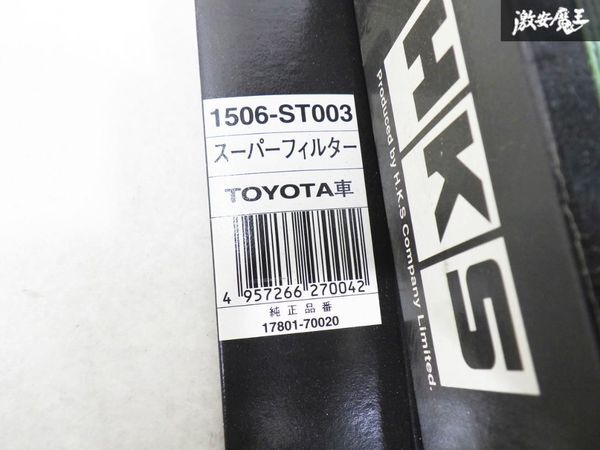 激安魔王
1506-ST003
スーパーフィルター
TOYOTA車
4 957266 270042
純正品番
17801-70020
HKS
Produced by H.K.S Company Limited.